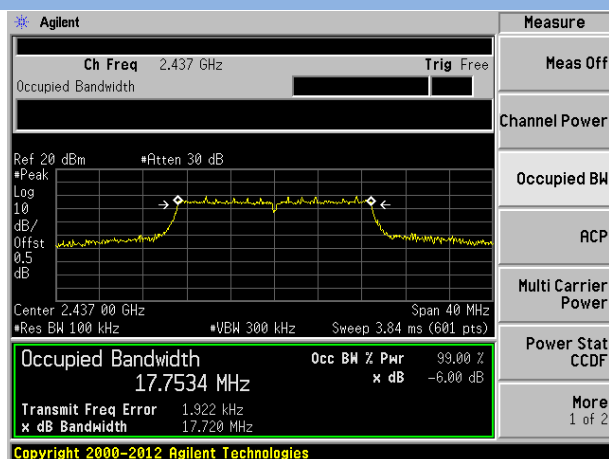 Agilent
Measure
Ch Freq 2.437 GHz Trig Free
Occupied Bandwidth
Meas Off
Channel Power
Occupied BW
ACP
Multi Carrier
Power
Power Stat
CCDF
More
1 of 2
Ref 20 dBm #Atten 30 dB
#Peak
Log
10
dB/
Offst
0.5
dB
Center 2.437 00 GHz Span 40 MHz
#Res BW 100 kHz #VBW 300 kHz Sweep 3.84 ms (601 pts)
Occupied Bandwidth Occ BW % Pwr 99.00 %
17.7534 MHz x dB -6.00 dB
Transmit Freq Error 1.922 kHz
x dB Bandwidth 17.720 MHz
Copyright 2000-2012 Agilent Technologies